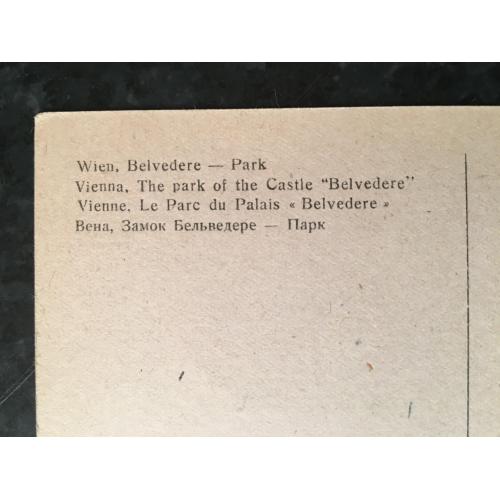 Wien, Belvedere — Park
Vienna, The park of the Castle "Belvedere"
Vienne, Le Parc du Palais « Belvedere »
Вена, Замок Бельведере — Парк